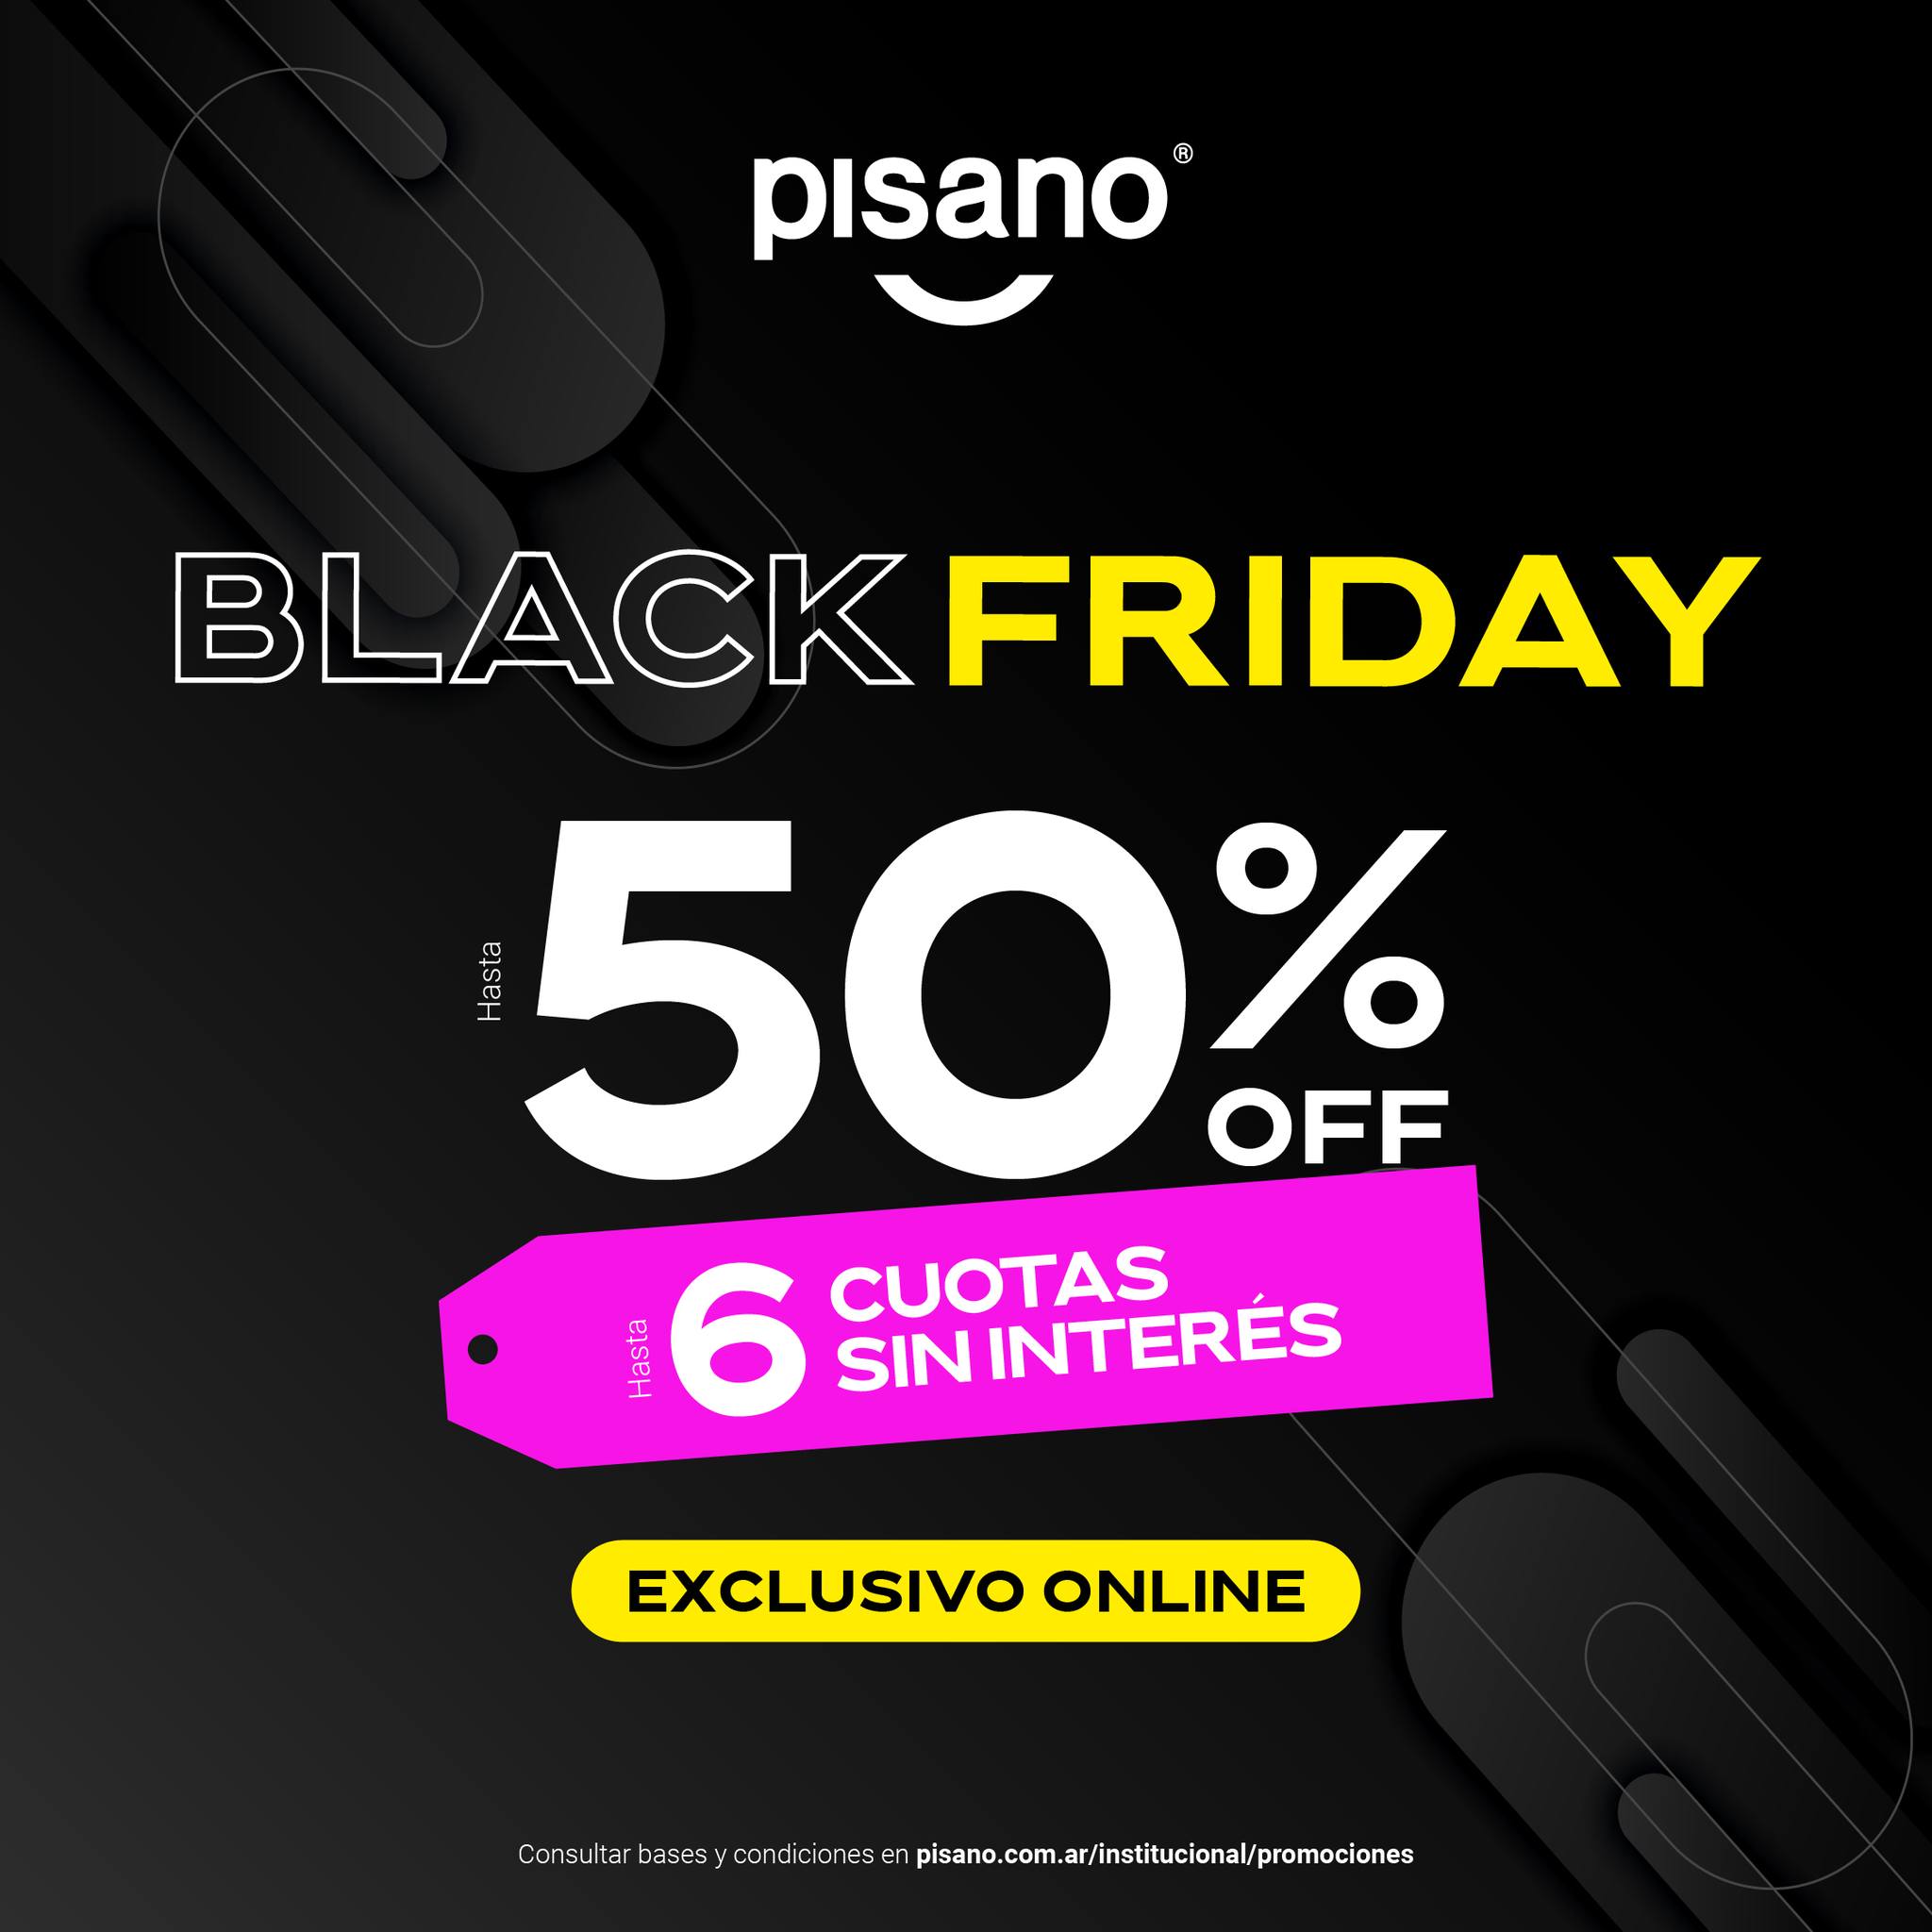 pisano®
BLACK FRIDAY
Hasta
50%
OFF
Hasta
6
CUOTAS
SIN INTERÉS
EXCLUSIVO ONLINE
Consultar bases y condiciones en pisano.com.ar/institucional/promociones